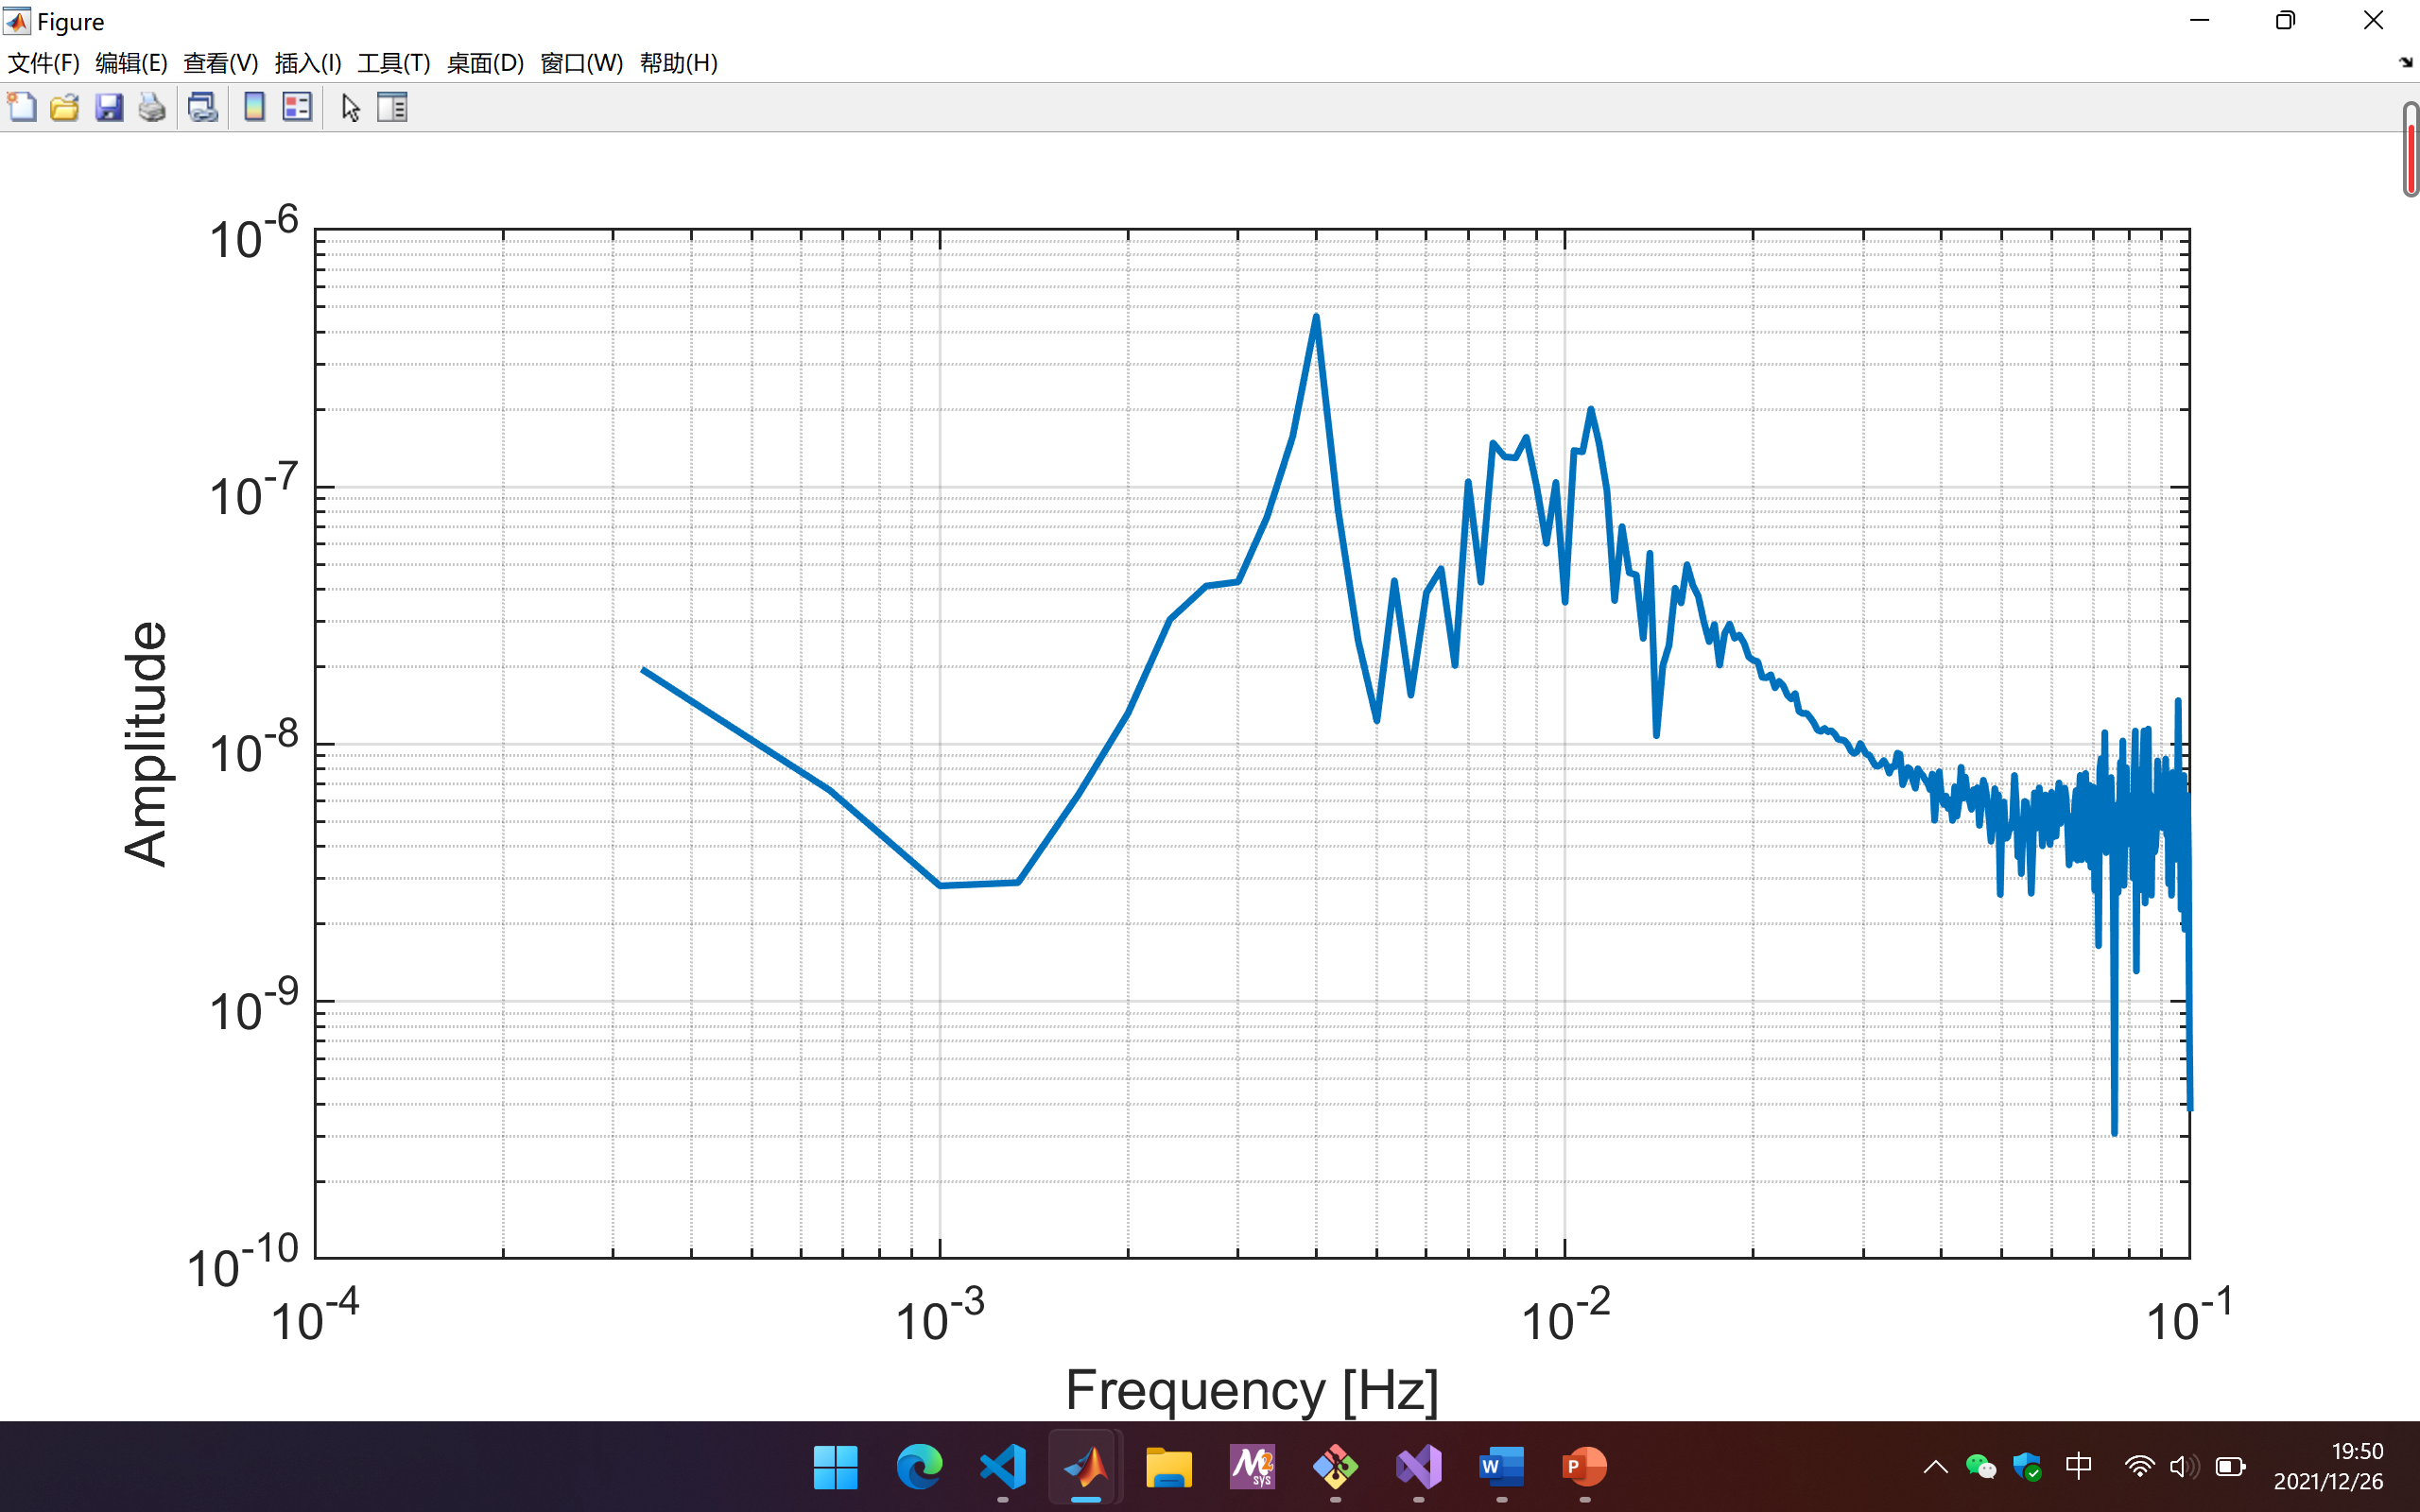 Figure
文件(F) 编辑(E) 查看(V) 插入(I) 工具(T) 桌面(D) 窗口(W) 帮助(H)
10^-6
10^-7
10^-8
10^-9
10^-10
Amplitude
10^-4 10^-3 10^-2 10^-1
Frequency [Hz]
M2
sys
W
P
中
19:50
2021/12/26